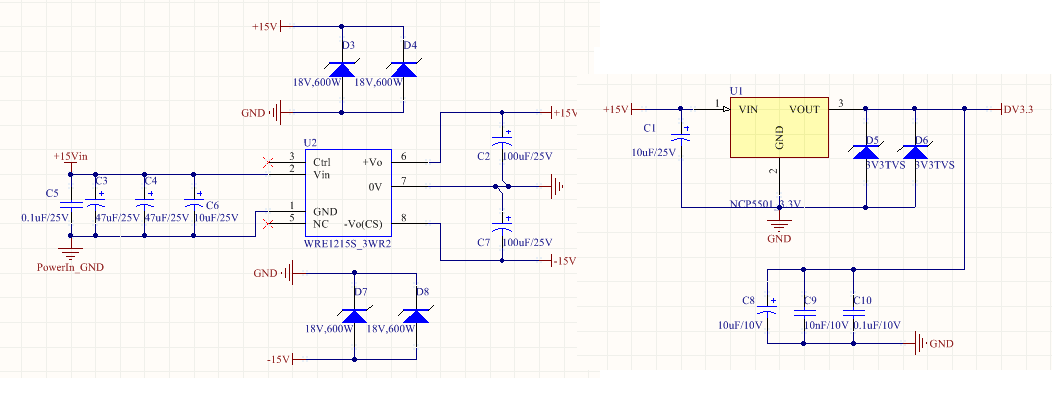 +15V
D3
D4
18V,600W
18V,600W
GND
U2
+15Vin
3
Ctrl
+Vo
6
2
Vin
0V
7
1
GND
5
NC
-Vo(CS)
8
WRE1215S_3WR2
C5
C3
C4
C6
0.1uF/25V
47uF/25V
47uF/25V
10uF/25V
PowerIn_GND
+15V
C2
100uF/25V
C7
100uF/25V
-15V
GND
D7
D8
18V,600W
18V,600W
-15V
U1
+15V
1
VIN
VOUT
3
DV3.3
GND
2
C1
10uF/25V
D5
D6
3V3TVS
3V3TVS
NCP5501_3.3V
GND
C8
C9
C10
10uF/10V
10nF/10V
0.1uF/10V
GND